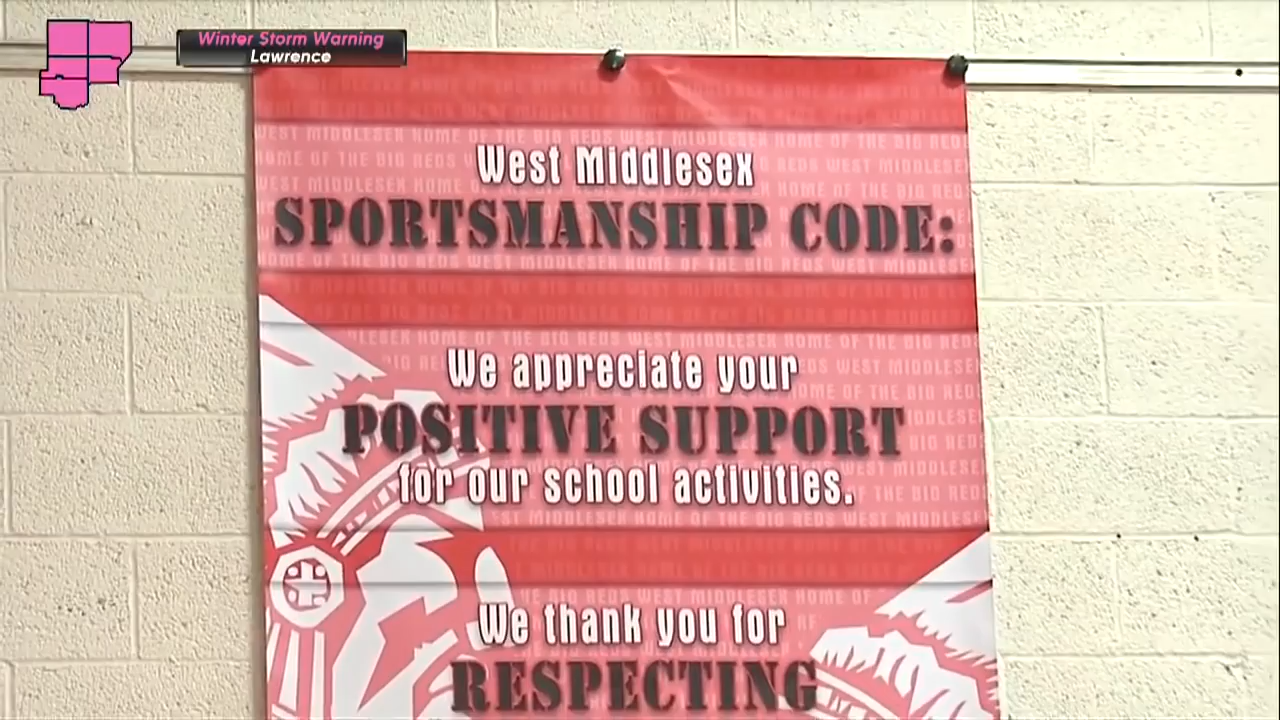 Winter Storm Warning
Lawrence
West Middlesex
SPORTSMANSHIP CODE:
We appreciate your
POSITIVE SUPPORT
for our school activities.
We thank you for
RESPECTING